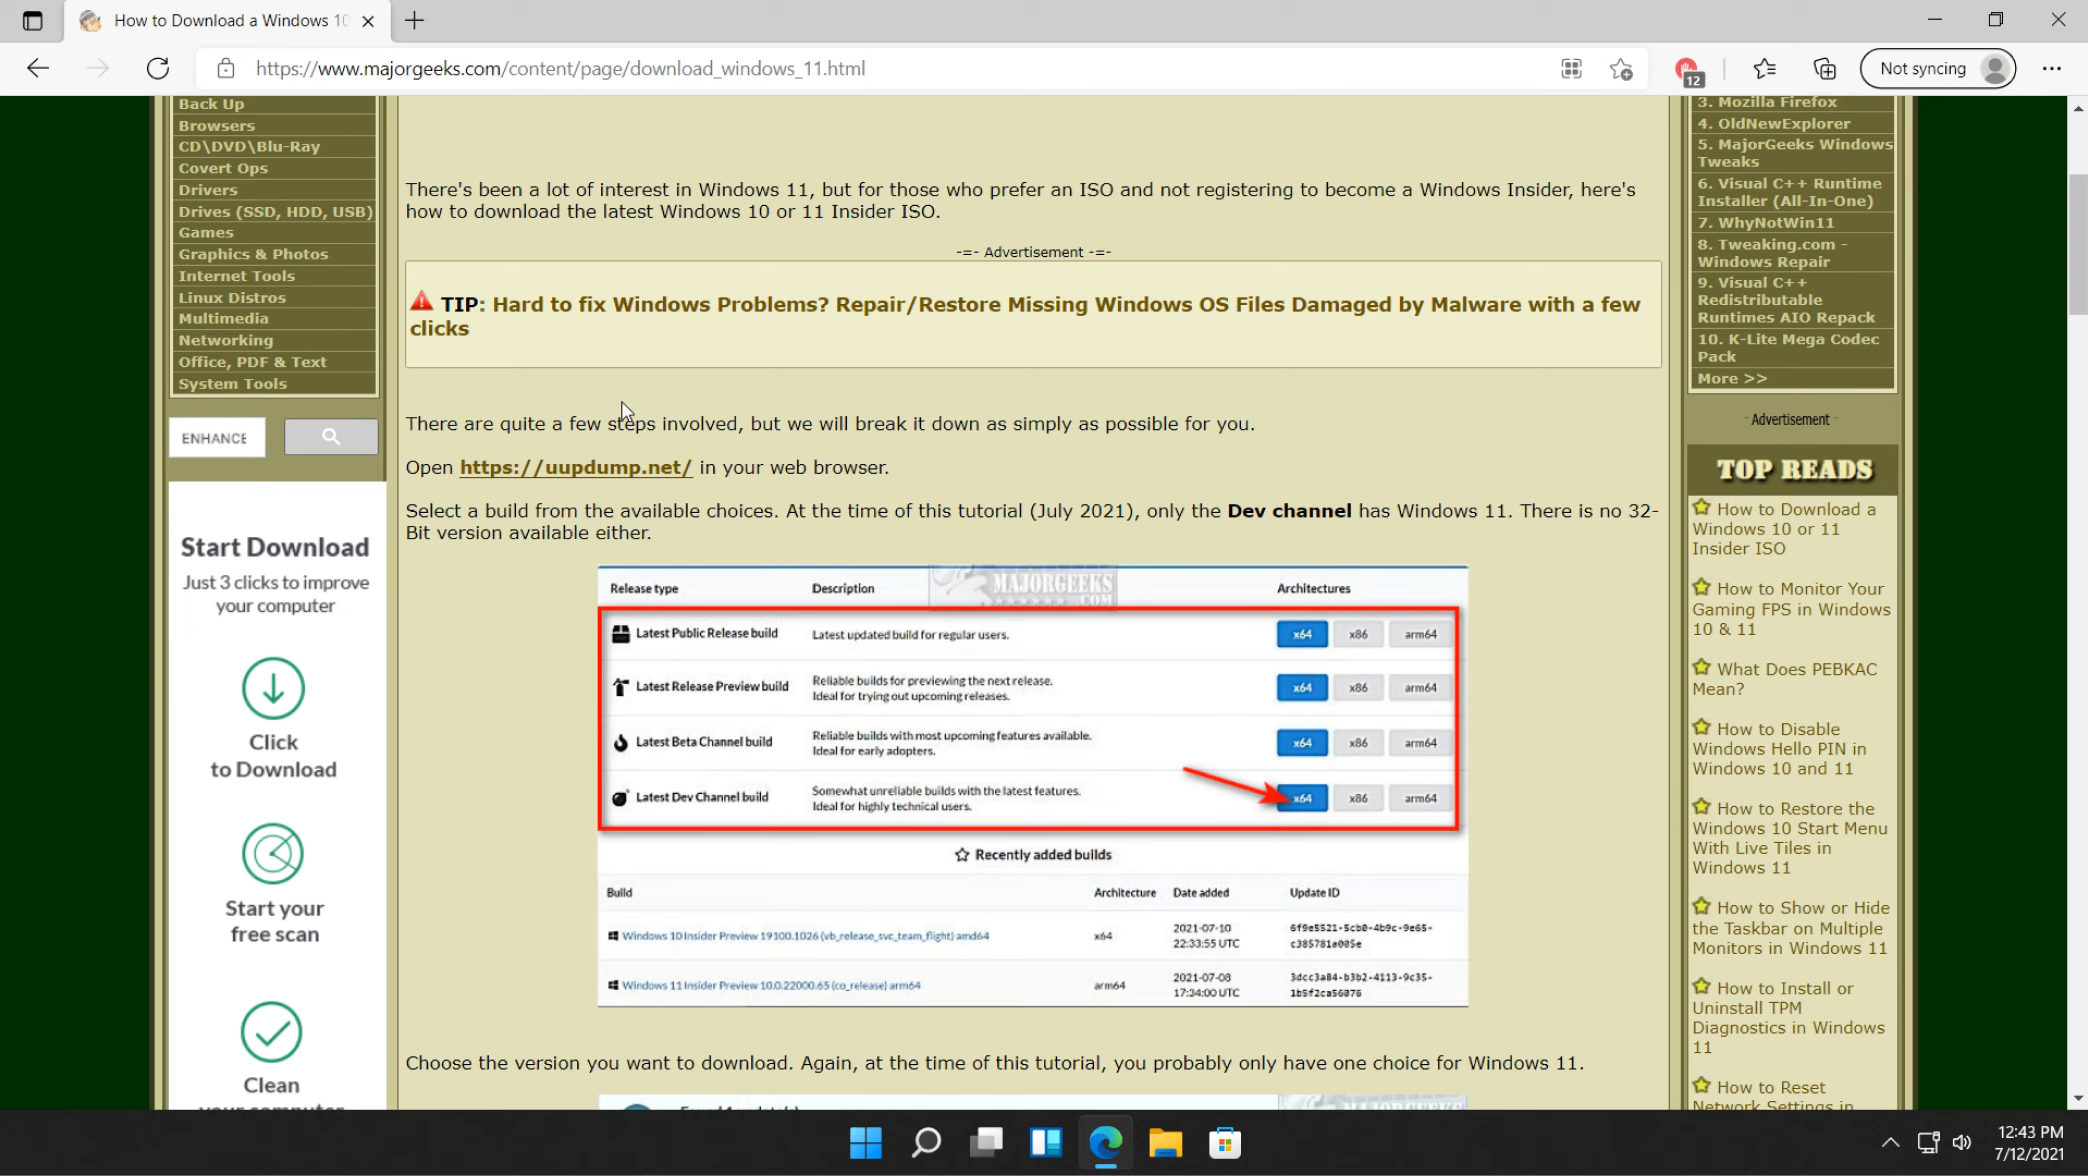 How to Download a Windows 10
https://www.majorgeeks.com/content/page/download_windows_11.html
12
Not syncing
Back Up
Browsers
CD\DVD\Blu-Ray
Covert Ops
Drivers
Drives (SSD, HDD, USB)
Games
Graphics & Photos
Internet Tools
Linux Distros
Multimedia
Networking
Office, PDF & Text
System Tools
ENHANCE
Start Download
Just 3 clicks to improve
your computer
Click
to Download
Start your
free scan
Clean
your computer
There's been a lot of interest in Windows 11, but for those who prefer an ISO and not registering to become a Windows Insider, here's
how to download the latest Windows 10 or 11 Insider ISO.
-=- Advertisement -=-
TIP: Hard to fix Windows Problems? Repair/Restore Missing Windows OS Files Damaged by Malware with a few
clicks
There are quite a few steps involved, but we will break it down as simply as possible for you.
Open https://uupdump.net/ in your web browser.
Select a build from the available choices. At the time of this tutorial (July 2021), only the Dev channel has Windows 11. There is no 32-
Bit version available either.
MAJORGEEKS
.COM
Release type Description Architectures
Latest Public Release build Latest updated build for regular users. x64 x86 arm64
Latest Release Preview build Reliable builds for previewing the next release. x64 x86 arm64
Ideal for trying out upcoming releases.
Latest Beta Channel build Reliable builds with most upcoming features available. x64 x86 arm64
Ideal for early adopters.
Latest Dev Channel build Somewhat unreliable builds with the latest features. x64 x86 arm64
Ideal for highly technical users.
Recently added builds
Build Architecture Date added Update ID
Windows 10 Insider Preview 19100.1026 (vb_release_svc_team_flight) amd64 x64 2021-07-10 6f9e5521-5cb0-4b9c-9e65-
22:33:55 UTC c385781e005e
Windows 11 Insider Preview 10.0.22000.65 (co_release) arm64 arm64 2021-07-08 3dcc3a84-b3b2-4113-9c35-
17:34:00 UTC 1b5f2ca56076
Choose the version you want to download. Again, at the time of this tutorial, you probably only have one choice for Windows 11.
MAJORGEEKS
3. Mozilla Firefox
4. OldNewExplorer
5. MajorGeeks Windows
Tweaks
6. Visual C++ Runtime
Installer (All-In-One)
7. WhyNotWin11
8. Tweaking.com -
Windows Repair
9. Visual C++
Redistributable
Runtimes AIO Repack
10. K-Lite Mega Codec
Pack
More >>
- Advertisement -
TOP READS
How to Download a
Windows 10 or 11
Insider ISO
How to Monitor Your
Gaming FPS in Windows
10 & 11
What Does PEBKAC
Mean?
How to Disable
Windows Hello PIN in
Windows 10 and 11
How to Restore the
Windows 10 Start Menu
With Live Tiles in
Windows 11
How to Show or Hide
the Taskbar on Multiple
Monitors in Windows 11
How to Install or
Uninstall TPM
Diagnostics in Windows
11
How to Reset
Network Settings in
12:43 PM
7/12/2021